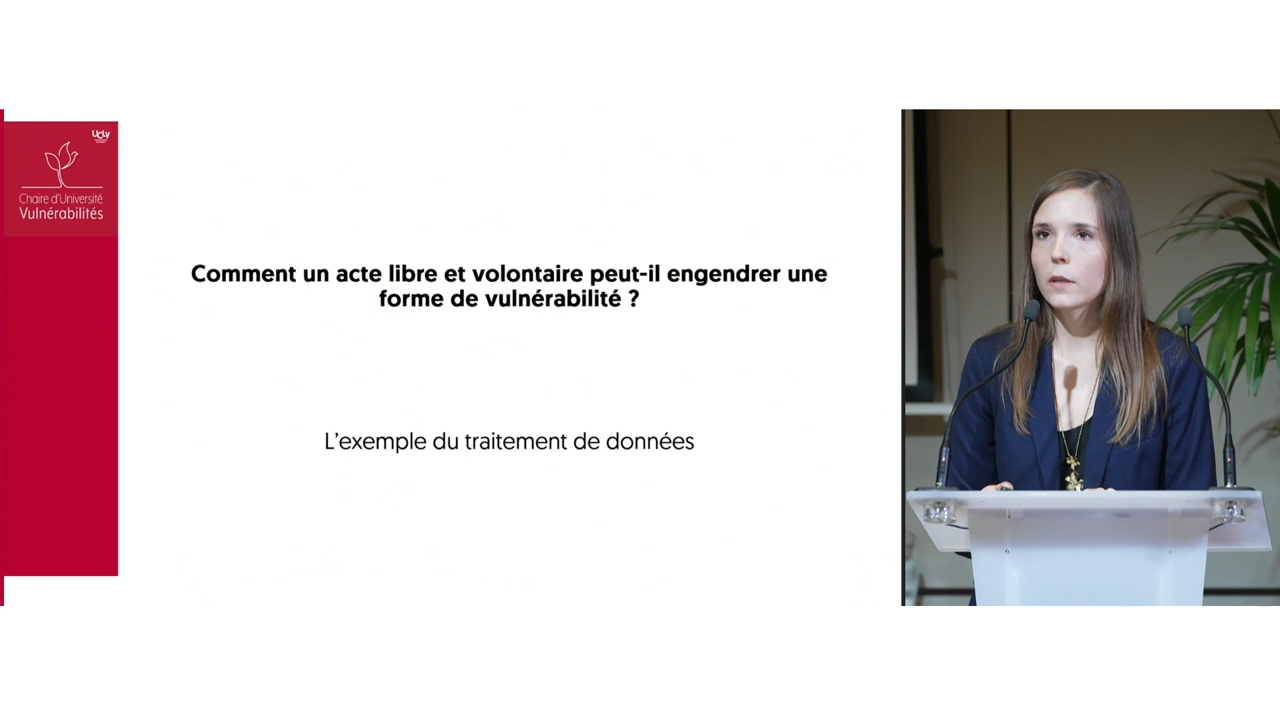 UCLy
Chaire d'Université
Vulnérabilités
Comment un acte libre et volontaire peut-il engendrer une
forme de vulnérabilité ?
L'exemple du traitement de données